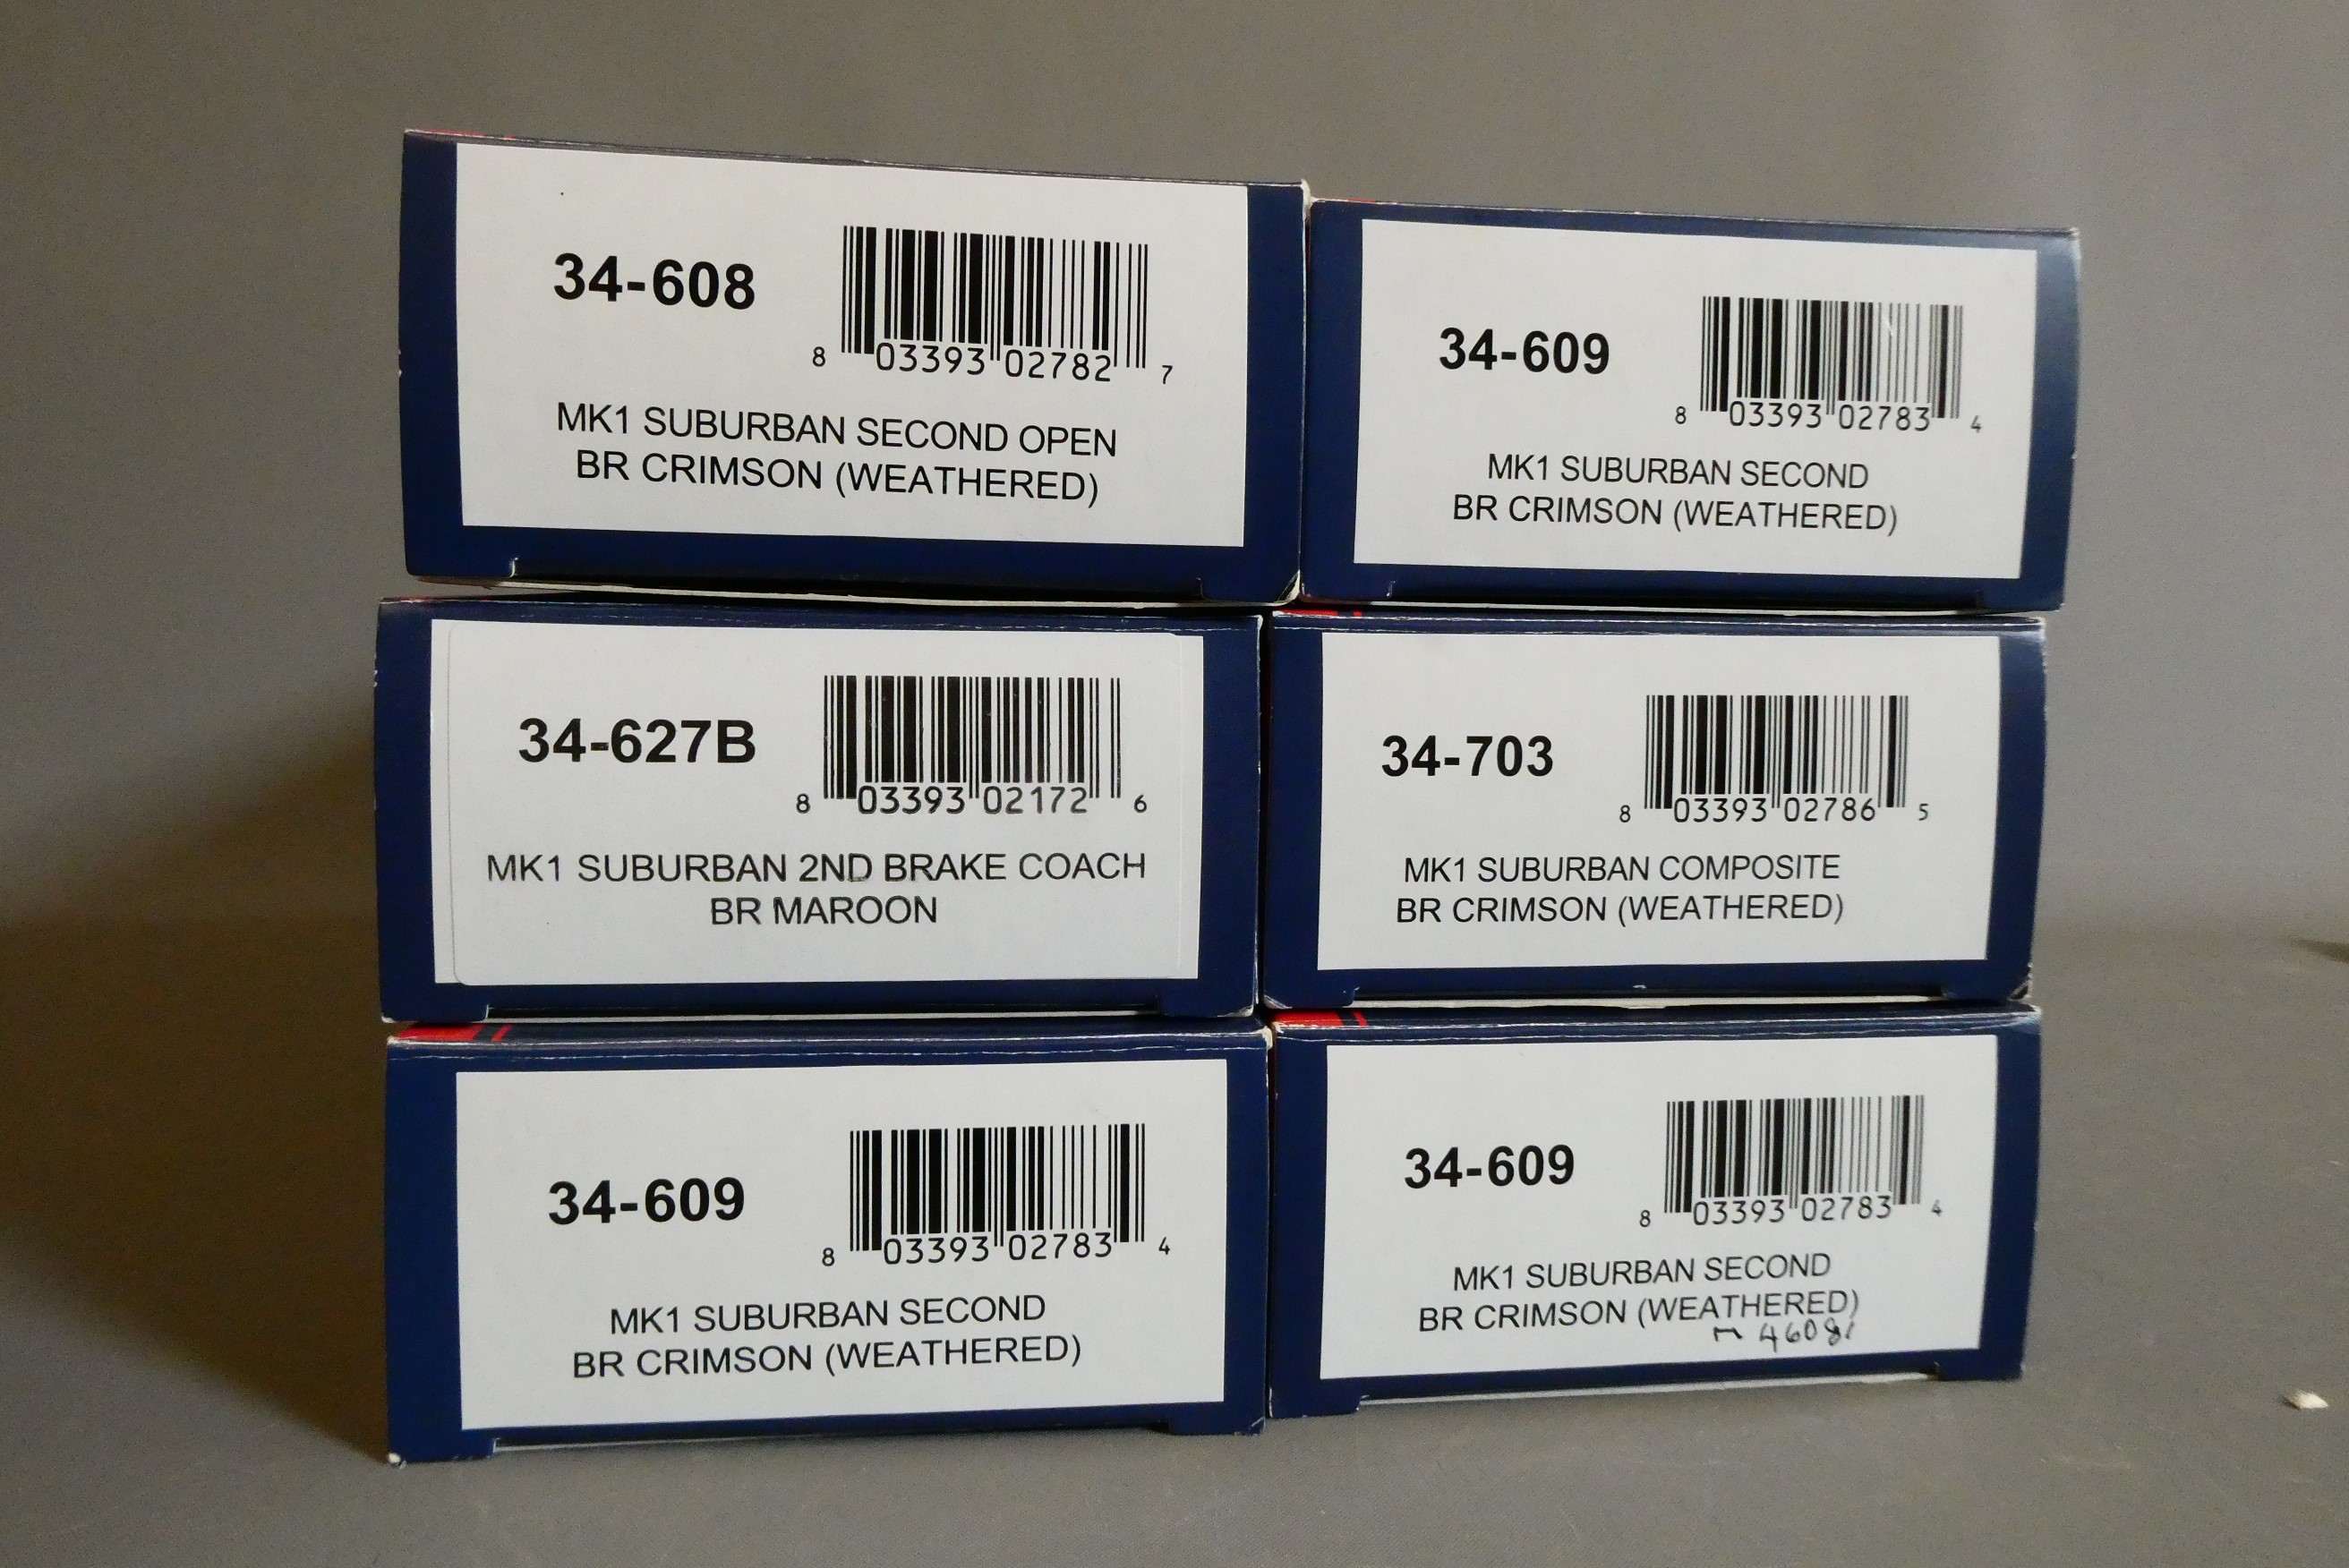 34-608
8 03393 02782 7
MK1 SUBURBAN SECOND OPEN
BR CRIMSON (WEATHERED)
34-609
8 03393 02783 4
MK1 SUBURBAN SECOND
BR CRIMSON (WEATHERED)
34-627B
8 03393 02172 6
MK1 SUBURBAN 2ND BRAKE COACH
BR MAROON
34-703
8 03393 02786 5
MK1 SUBURBAN COMPOSITE
BR CRIMSON (WEATHERED)
34-609
8 03393 02783 4
MK1 SUBURBAN SECOND
BR CRIMSON (WEATHERED)
34-609
8 03393 02783 4
MK1 SUBURBAN SECOND
BR CRIMSON (WEATHERED)
M 46081